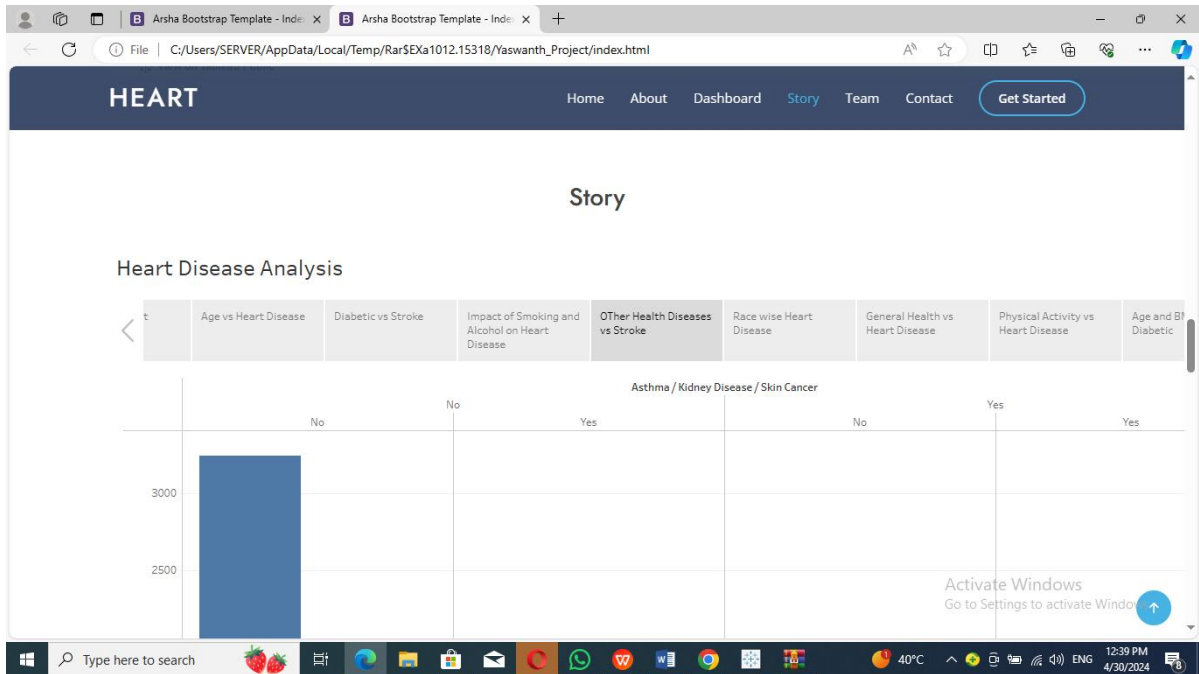 Arsha Bootstrap Template - Inde
Arsha Bootstrap Template - Inde
File | C:/Users/SERVER/AppData/Local/Temp/Rar$EXa1012.15318/Yaswanth_Project/index.html
HEART
Home About Dashboard Story Team Contact Get Started
Story
Heart Disease Analysis
t
Age vs Heart Disease
Diabetic vs Stroke
Impact of Smoking and
Alcohol on Heart
Disease
OTher Health Diseases
vs Stroke
Race wise Heart
Disease
General Health vs
Heart Disease
Physical Activity vs
Heart Disease
Age and BM
Diabetic
Asthma / Kidney Disease / Skin Cancer
No Yes
No Yes No Yes
3000
2500
Activate Windows
Go to Settings to activate Windo
Type here to search
40°C
ENG
12:39 PM
4/30/2024
8